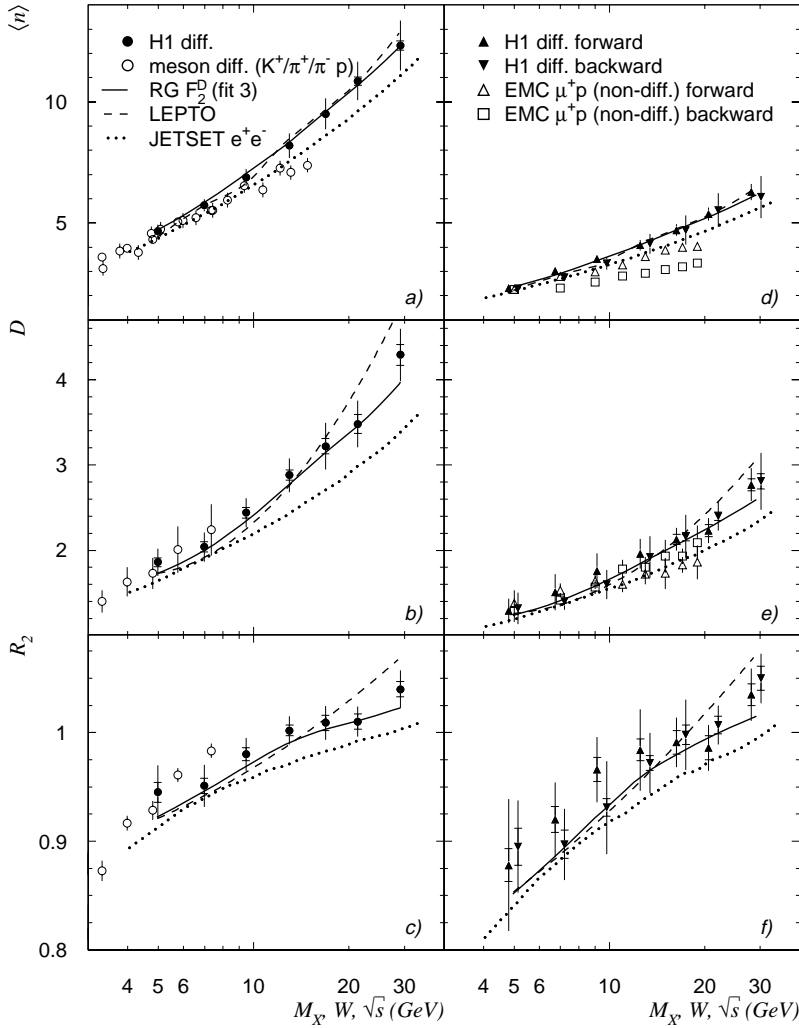 ⟨n⟩
H1 diff.
meson diff. (K⁺/π⁺/π⁻ p)
RG F₂ᴰ (fit 3)
LEPTO
JETSET e⁺e⁻
10
5
a)
H1 diff. forward
H1 diff. backward
EMC μ⁺p (non-diff.) forward
EMC μ⁺p (non-diff.) backward
d)
D
4
3
2
b)
e)
R₂
1
0.9
0.8
c)
f)
4 5 6 10 20 30
M_X, W, √s (GeV)
4 5 6 10 20 30
M_X, W, √s (GeV)